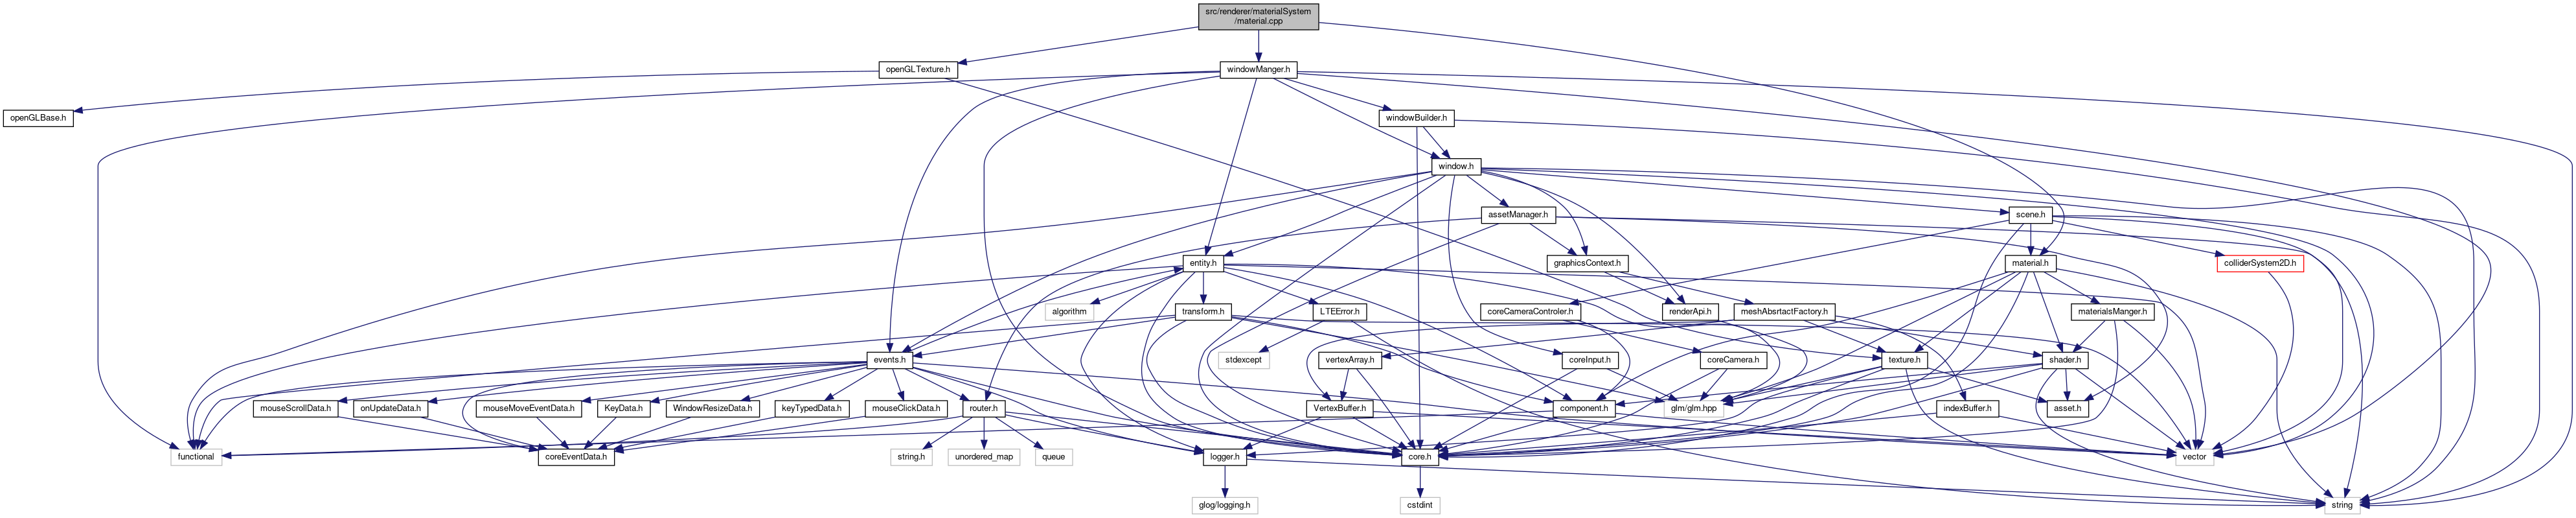 src/renderer/materialSystem
/material.cpp
openGLTexture.h
windowManger.h
openGLBase.h
windowBuilder.h
window.h
assetManager.h
scene.h
entity.h
graphicsContext.h
material.h
colliderSystem2D.h
algorithm
transform.h
LTEError.h
coreCameraControler.h
renderApi.h
meshAbsrtactFactory.h
materialsManger.h
events.h
stdexcept
vertexArray.h
coreInput.h
coreCamera.h
texture.h
shader.h
mouseScrollData.h
onUpdateData.h
mouseMoveEventData.h
KeyData.h
WindowResizeData.h
keyTypedData.h
mouseClickData.h
router.h
VertexBuffer.h
component.h
glm/glm.hpp
indexBuffer.h
asset.h
functional
coreEventData.h
string.h
unordered_map
queue
logger.h
core.h
vector
glog/logging.h
cstdint
string